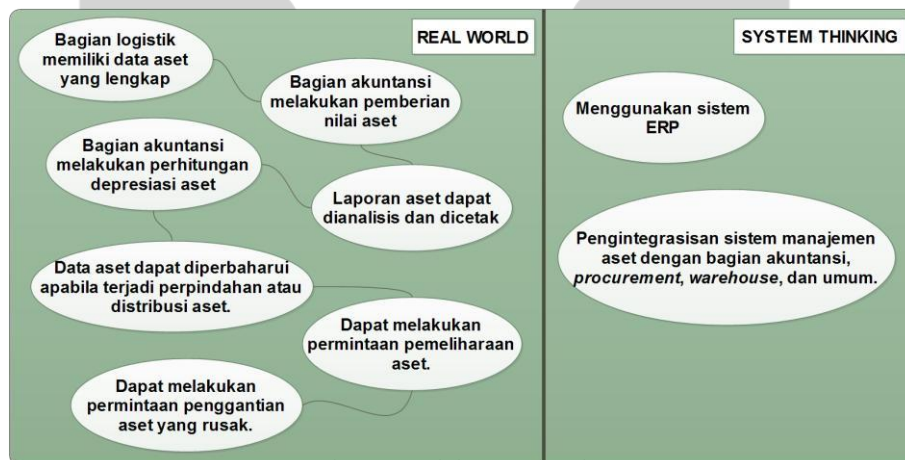 REAL WORLD
SYSTEM THINKING
Bagian logistik
memiliki data aset
yang lengkap
Bagian akuntansi
melakukan pemberian
nilai aset
Bagian akuntansi
melakukan perhitungan
depresiasi aset
Laporan aset dapat
dianalisis dan dicetak
Data aset dapat diperbaharui
apabila terjadi perpindahan atau
distribusi aset.
Dapat melakukan
permintaan pemeliharaan
aset.
Dapat melakukan
permintaan penggantian
aset yang rusak.
Menggunakan sistem
ERP
Pengintegrasisan sistem manajemen
aset dengan bagian akuntansi,
procurement, warehouse, dan umum.